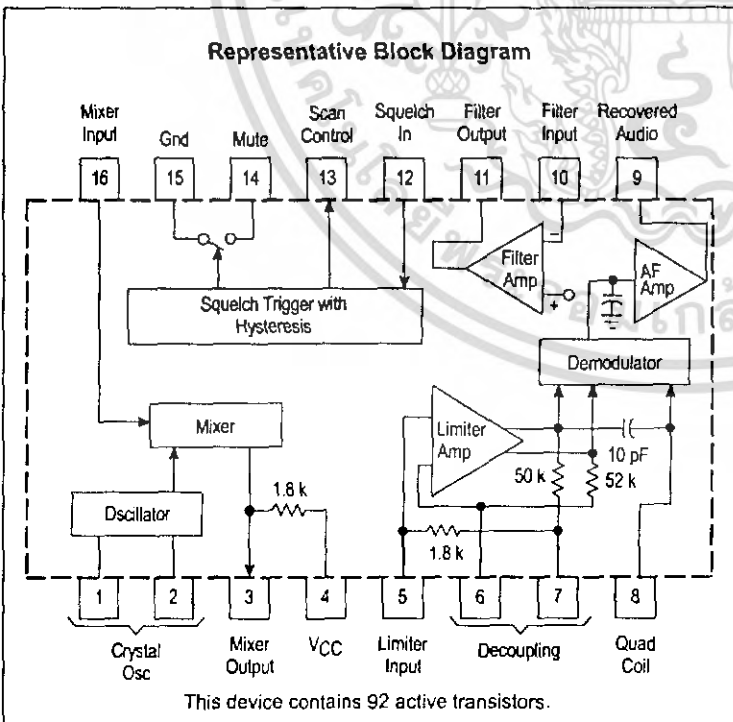 Representative Block Diagram
Mixer Input
Gnd
Mute
Scan Control
Squelch In
Filter Output
Filter Input
Recovered Audio
16
15
14
13
12
11
10
9
Filter Amp
−
+
AF Amp
Squelch Trigger with Hysteresis
Demodulator
Mixer
Limiter Amp
10 pF
50 k
52 k
1.8 k
Oscillator
1.8 k
1
2
3
4
5
6
7
8
Crystal Osc
Mixer Output
VCC
Limiter Input
Decoupling
Quad Coil
This device contains 92 active transistors.